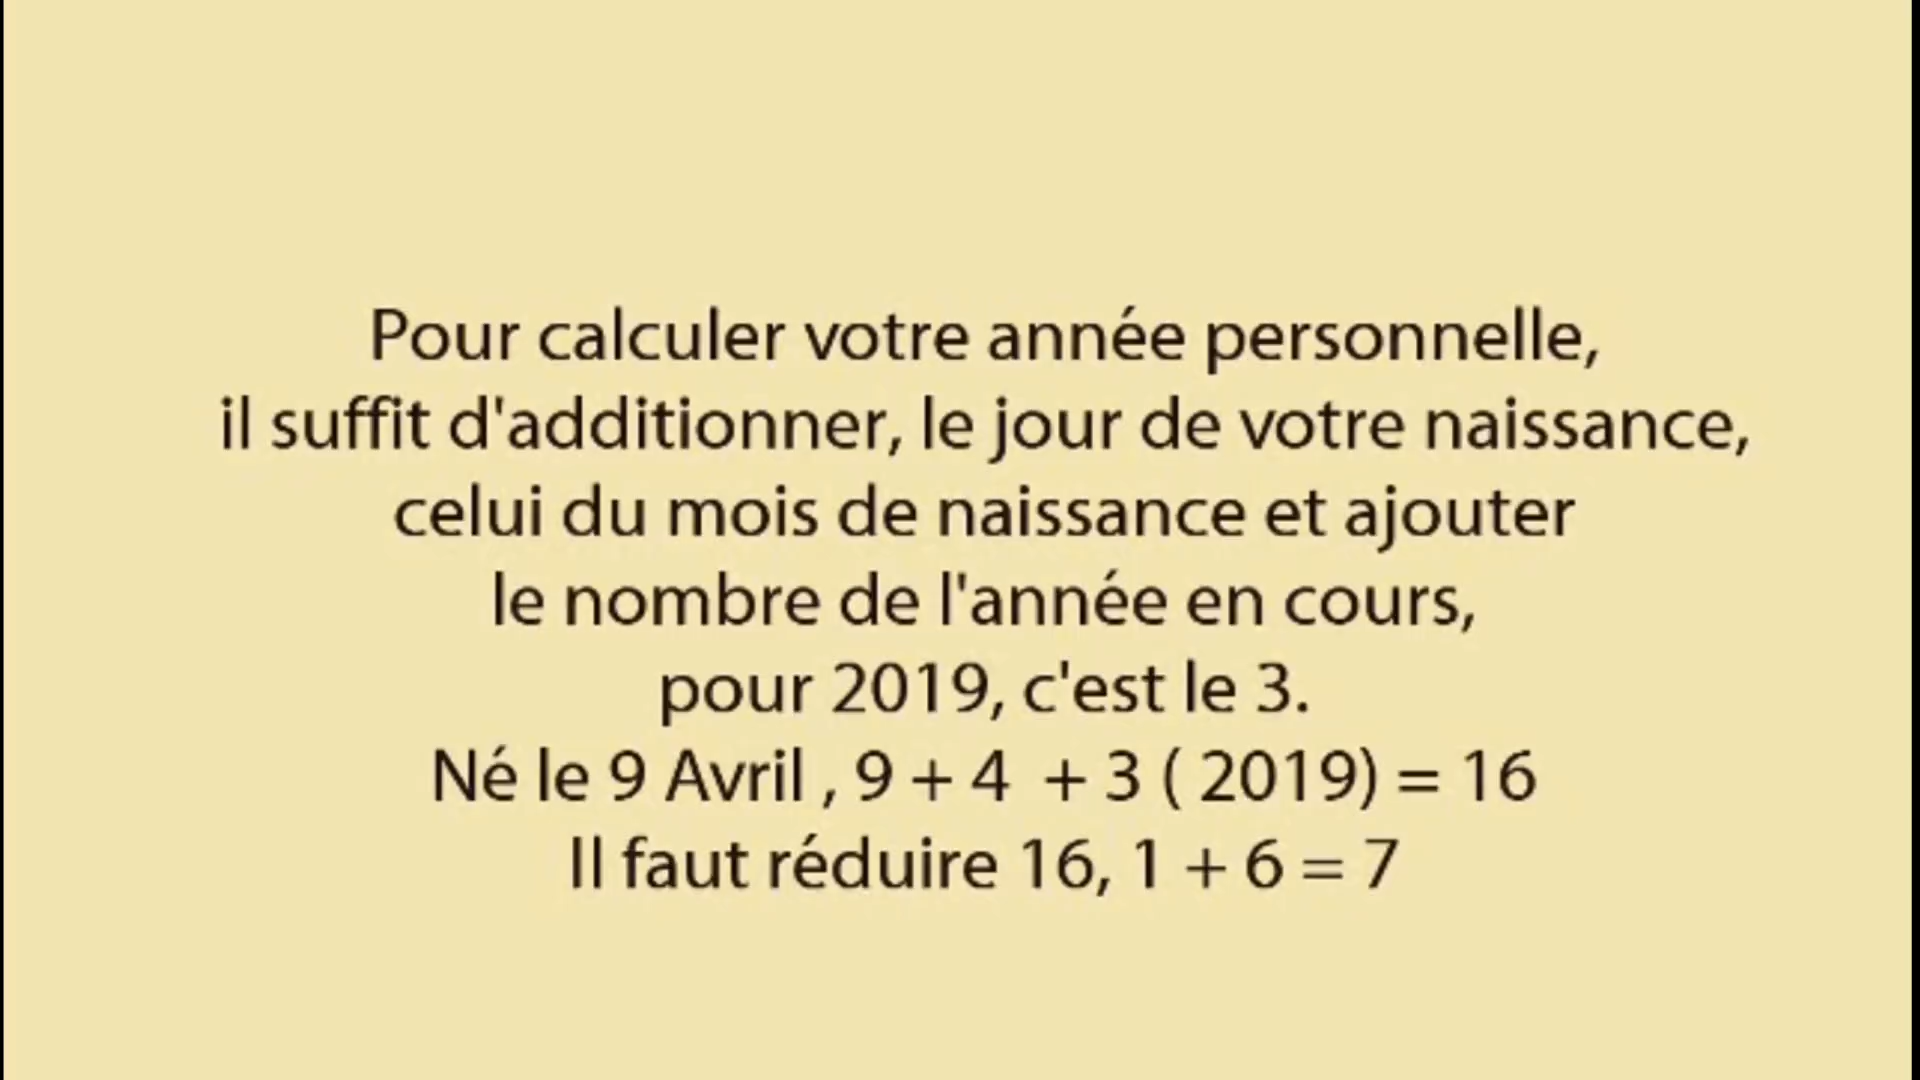 Pour calculer votre année personnelle,
il suffit d'additionner, le jour de votre naissance,
celui du mois de naissance et ajouter
le nombre de l'année en cours,
pour 2019, c'est le 3.
Né le 9 Avril , 9 + 4  + 3 ( 2019) = 16
Il faut réduire 16, 1 + 6 = 7